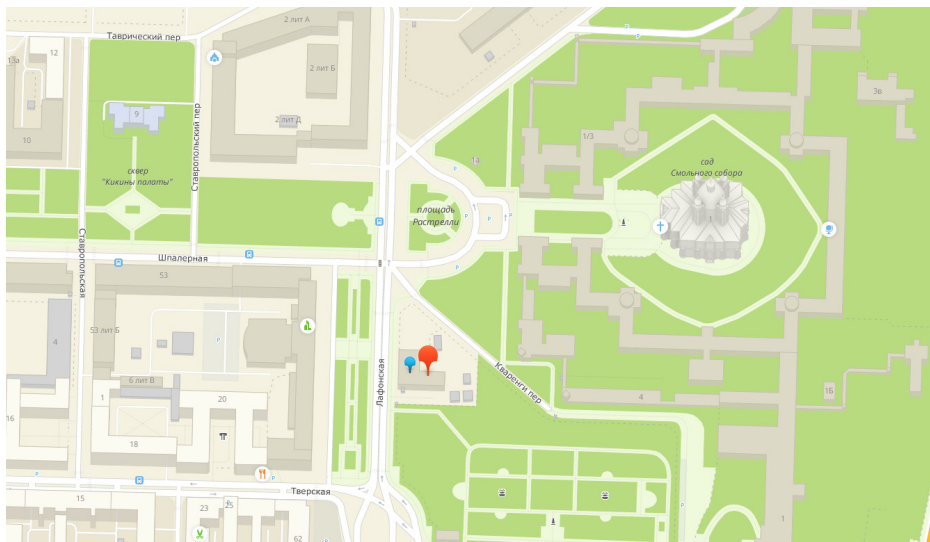 2 лит А
Таврический пер
12
13а
2 лит Б
3в
9
2 лит Д
1/3
10
Ставропольский пер
1а
сад
Смольного собора
сквер
"Кикины палаты"
площадь
Растрелли
1
Ставропольская
Шпалерная
53
53 лит Б
4
Лафонская
Кваренги пер
6 лит В
1
20
4
1Б
16
18
Тверская
15
23
25
62
1
P